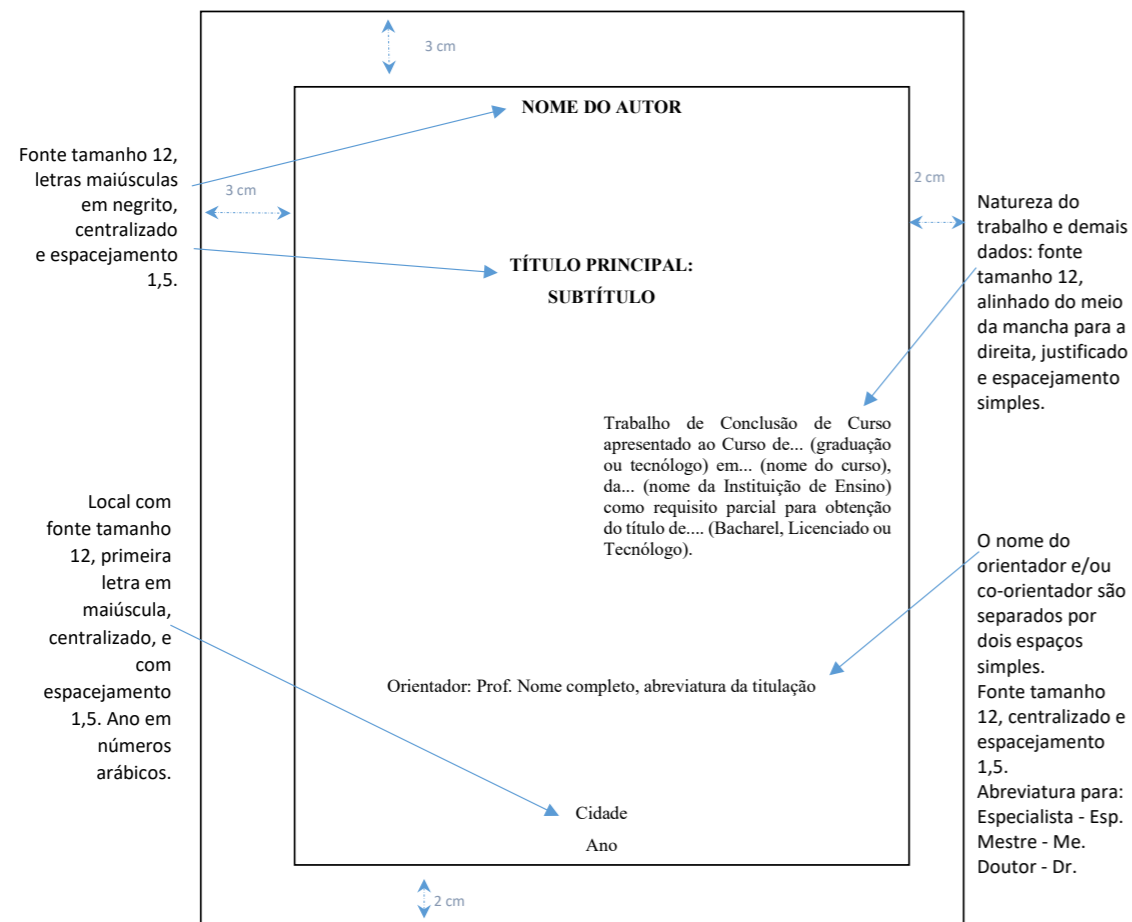 3 cm
NOME DO AUTOR
Fonte tamanho 12,
letras maiúsculas
em negrito,
centralizado
e espacejamento
1,5.
3 cm
2 cm
TÍTULO PRINCIPAL:
SUBTÍTULO
Natureza do
trabalho e demais
dados: fonte
tamanho 12,
alinhado do meio
da mancha para a
direita, justificado
e espacejamento
simples.
Trabalho de Conclusão de Curso
apresentado ao Curso de... (graduação
ou tecnólogo) em... (nome do curso),
da... (nome da Instituição de Ensino)
como requisito parcial para obtenção
do título de.... (Bacharel, Licenciado ou
Tecnólogo).
Local com
fonte tamanho
12, primeira
letra em
maiúscula,
centralizado, e
com
espacejamento
1,5. Ano em
números
arábicos.
O nome do
orientador e/ou
co-orientador são
separados por
dois espaços
simples.
Fonte tamanho
12, centralizado e
espacejamento
1,5.
Abreviatura para:
Especialista - Esp.
Mestre - Me.
Doutor - Dr.
Orientador: Prof. Nome completo, abreviatura da titulação
Cidade
Ano
2 cm